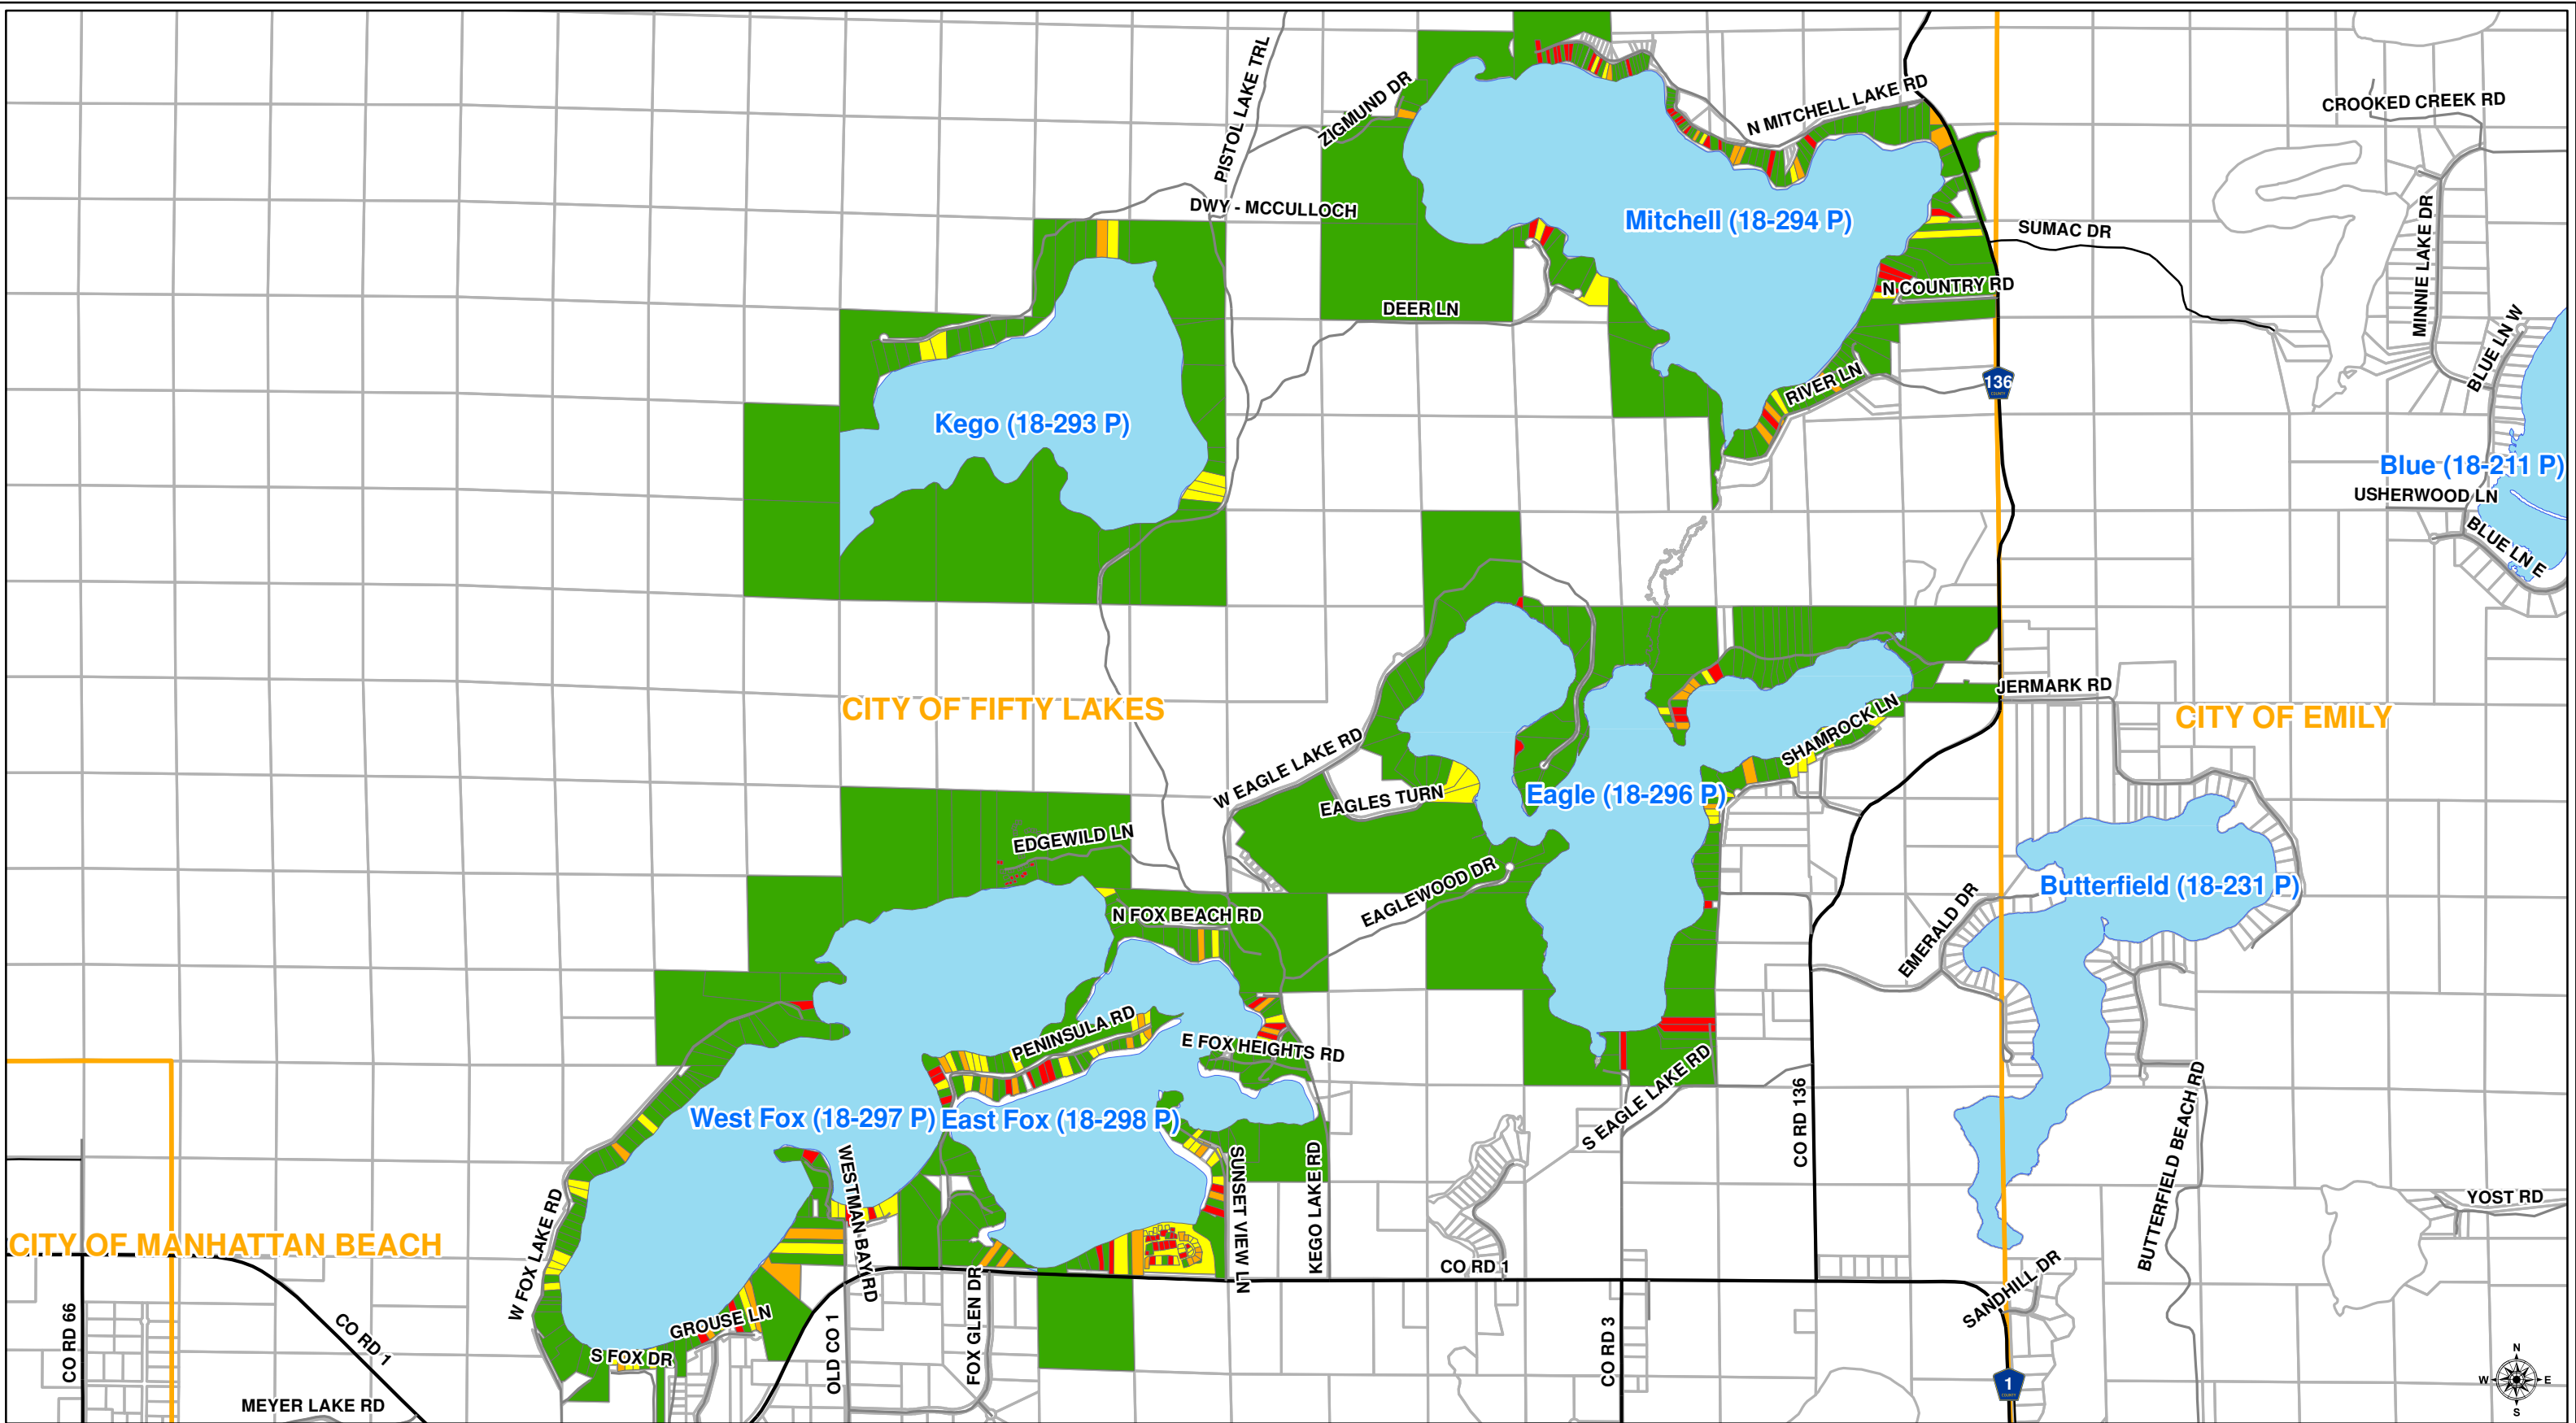 PISTOL LAKE TRL
ZIGMUND DR
N MITCHELL LAKE RD
CROOKED CREEK RD
DWY - MCCULLOCH
Mitchell (18-294 P)
SUMAC DR
MINNIE LAKE DR
N COUNTRY RD
DEER LN
BLUE LN W
RIVER LN
136
COUNTY
Kego (18-293 P)
Blue (18-211 P)
USHERWOOD LN
BLUE LN E
JERMARK RD
CITY OF FIFTY LAKES
CITY OF EMILY
SHAMROCK LN
W EAGLE LAKE RD
EAGLES TURN
Eagle (18-296 P)
EDGEWILD LN
EAGLEWOOD DR
Butterfield (18-231 P)
N FOX BEACH RD
EMERALD DR
PENINSULA RD
E FOX HEIGHTS RD
S EAGLE LAKE RD
CO RD 136
BUTTERFIELD BEACH RD
West Fox (18-297 P)
East Fox (18-298 P)
WESTMAN BAY RD
SUNSET VIEW LN
KEGO LAKE RD
YOST RD
W FOX LAKE RD
CITY OF MANHATTAN BEACH
CO RD 1
SANDHILL DR
CO RD 66
CO RD 1
GROUSE LN
S FOX DR
OLD CO 1
FOX GLEN DR
CO RD 3
1
COUNTY
MEYER LAKE RD
N
W
E
S